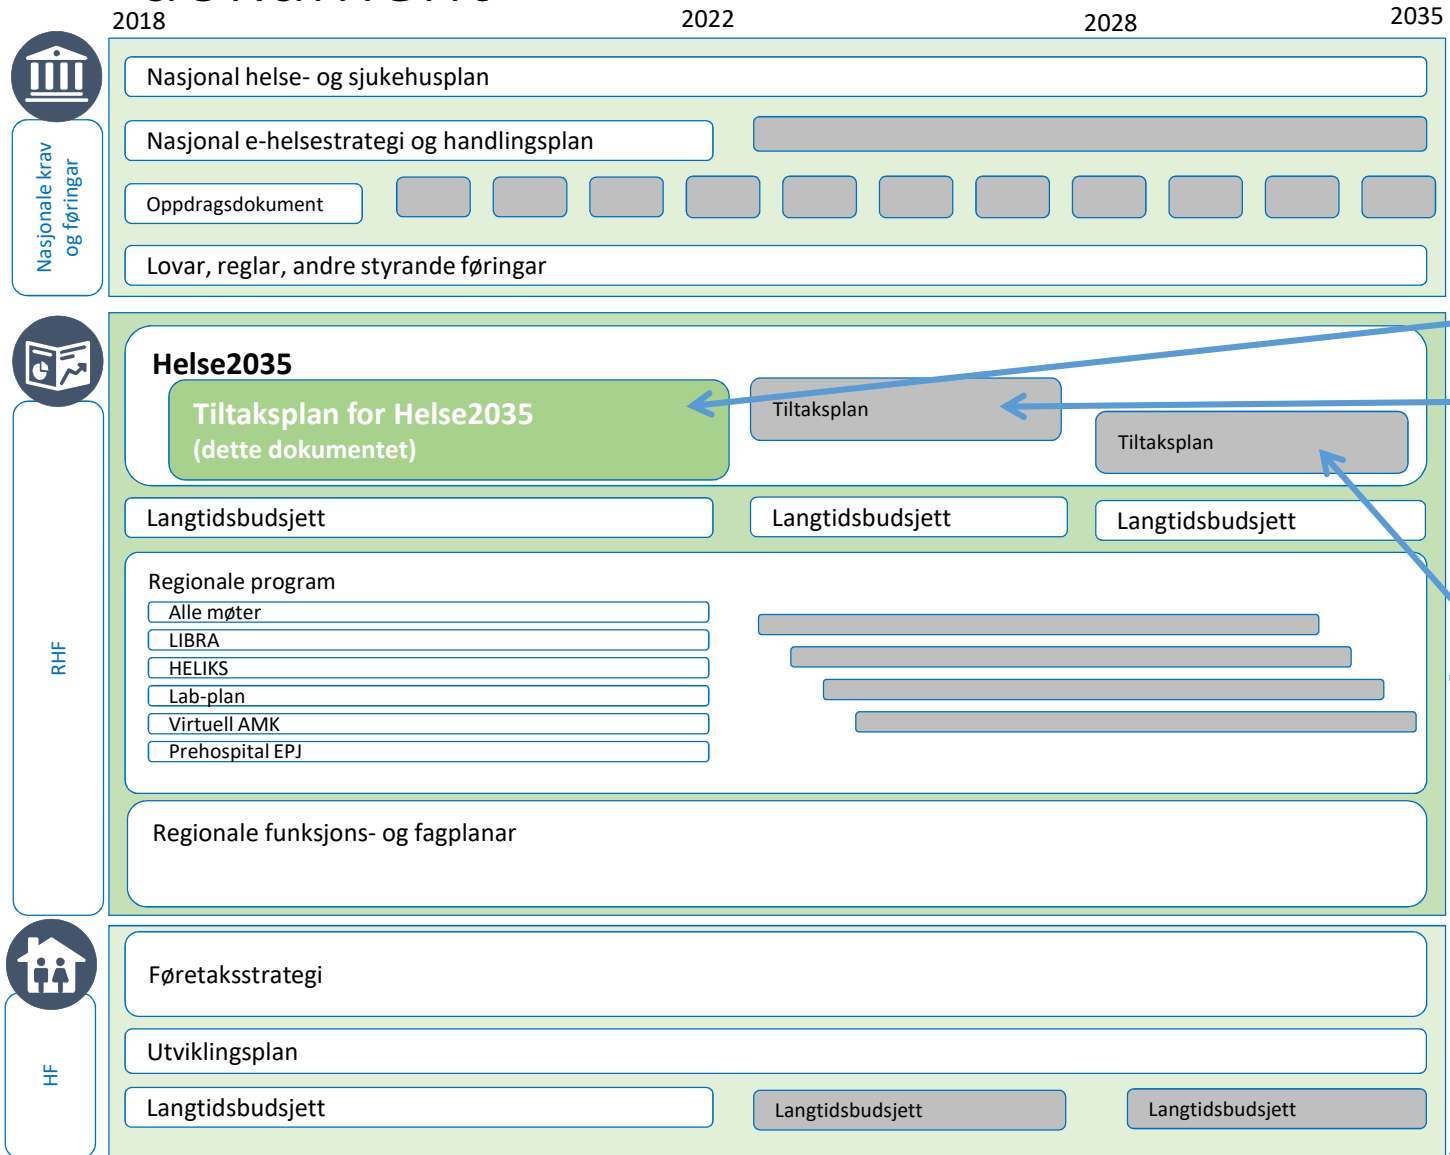 2018 2022 2028 2035
Nasjonale krav
og føringar
Nasjonal helse- og sjukehusplan
Nasjonal e-helsestrategi og handlingsplan
Oppdragsdokument
Lovar, reglar, andre styrande føringar
RHF
Helse2035
Tiltaksplan for Helse2035
(dette dokumentet)
Tiltaksplan
Tiltaksplan
Langtidsbudsjett
Langtidsbudsjett
Langtidsbudsjett
Regionale program
Alle møter
LIBRA
HELIKS
Lab-plan
Virtuell AMK
Prehospital EPJ
Regionale funksjons- og fagplanar
HF
Føretaksstrategi
Utviklingsplan
Langtidsbudsjett
Langtidsbudsjett
Langtidsbudsjett